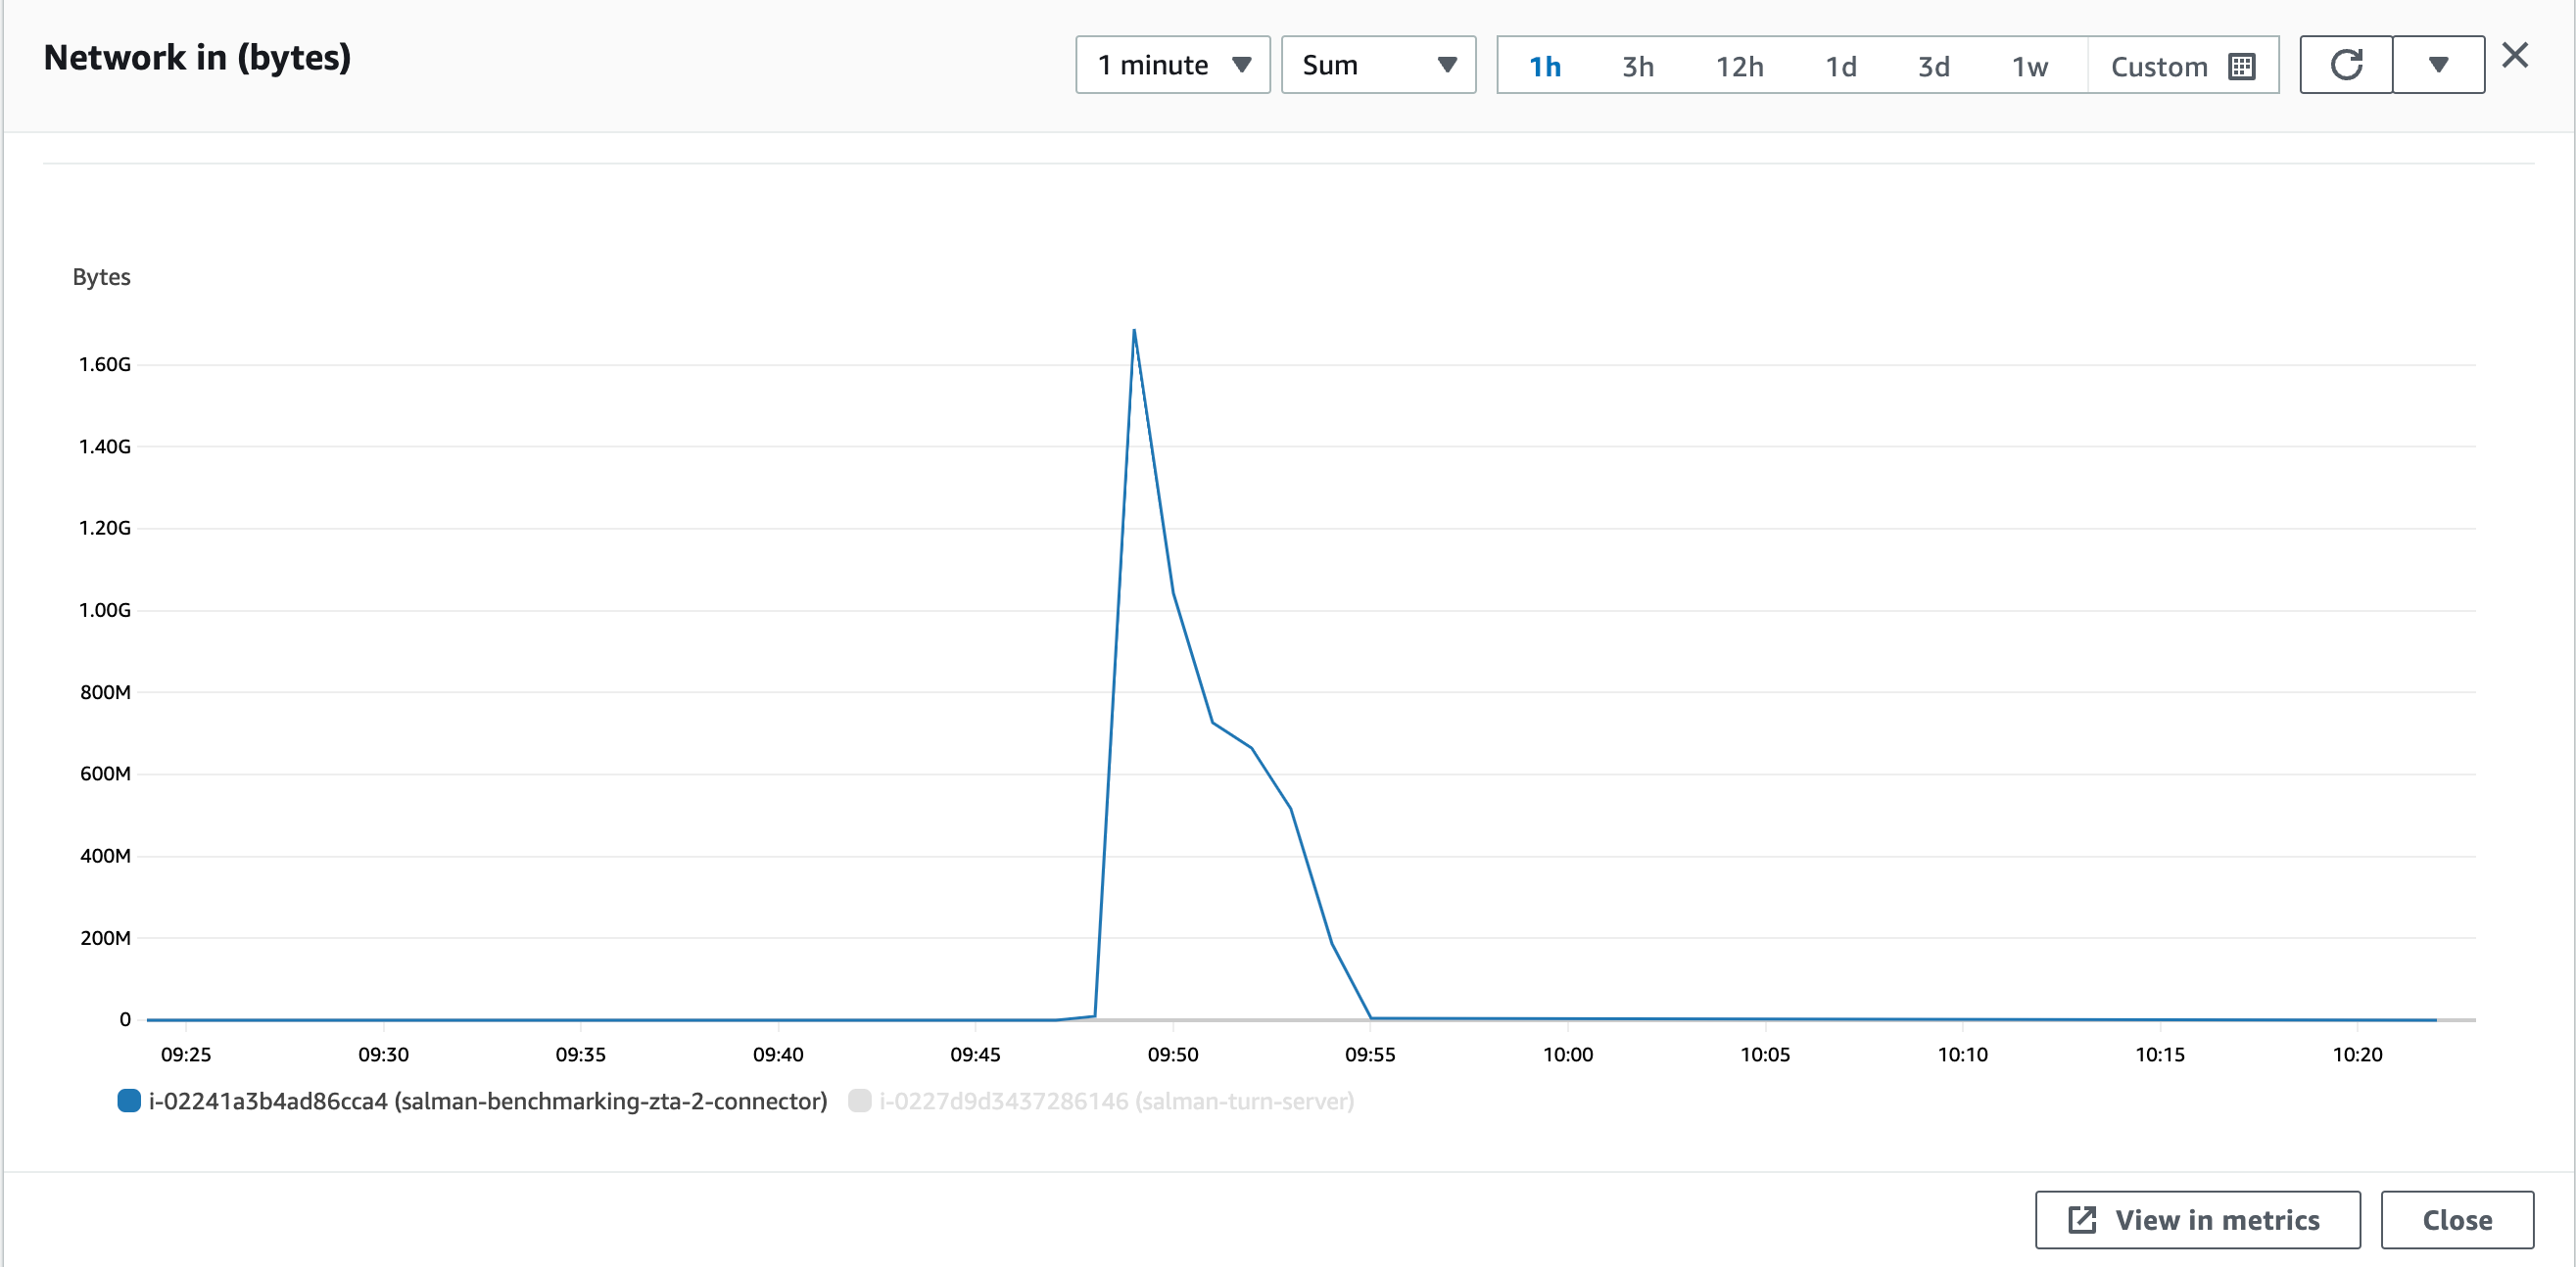 Network in (bytes)
1 minute
Sum
1h 3h 12h 1d 3d 1w Custom
Bytes
1.60G
1.40G
1.20G
1.00G
800M
600M
400M
200M
0
09:25 09:30 09:35 09:40 09:45 09:50 09:55 10:00 10:05 10:10 10:15 10:20
i-02241a3b4ad86cca4 (salman-benchmarking-zta-2-connector) i-0227d9d3437286146 (salman-turn-server)
View in metrics
Close